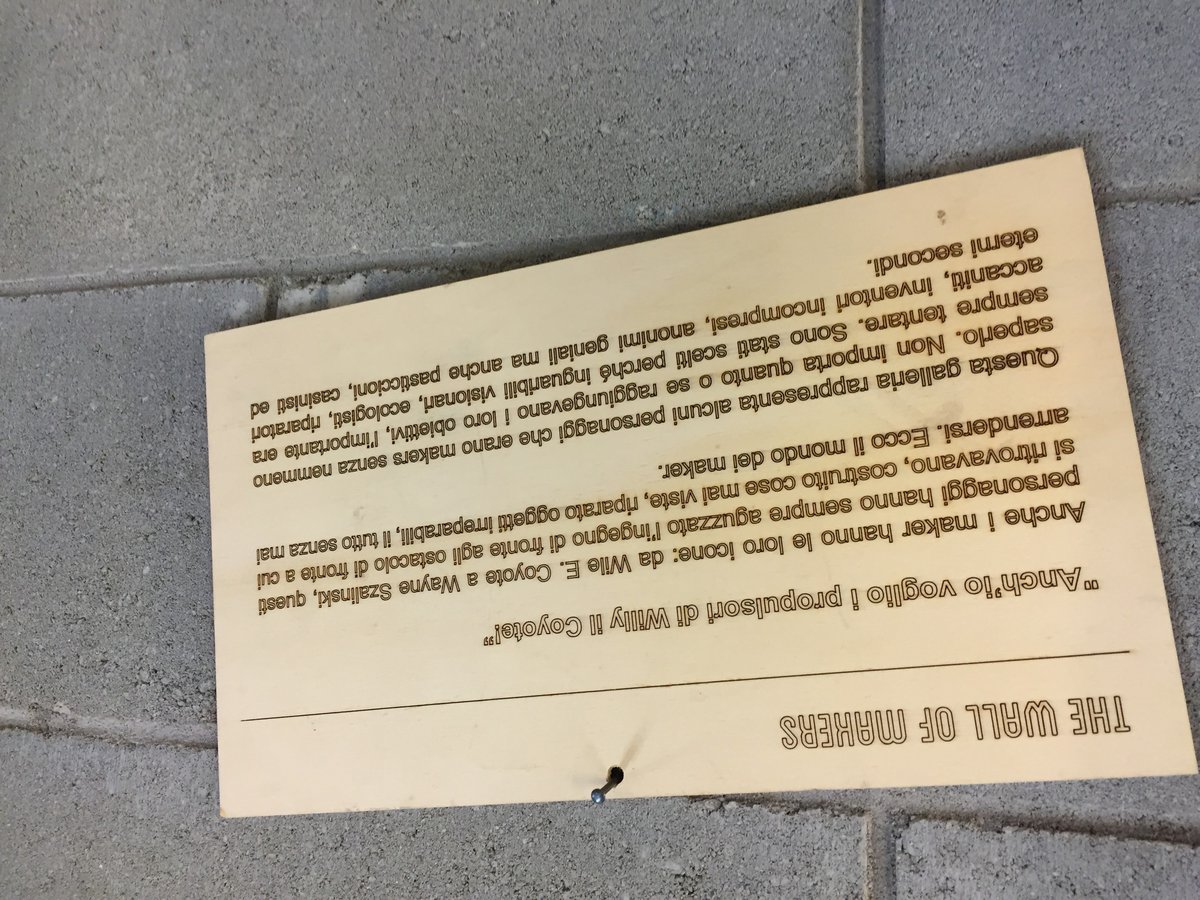 THE WALL OF MAKERS
"Anch'io voglio i propulsori di Willy il Coyote!”
Anche i maker hanno le loro icone: da Wile E. Coyote a Wayne Szalinski, questi
personaggi hanno sempre aguzzato l'ingegno di fronte agli ostacolo di fronte a cui
si ritrovavano, costruito cose mai viste, riparato oggetti irreparabili, il tutto senza mai
arrendersi. Ecco il mondo dei maker.
Questa galleria rappresenta alcuni personaggi che erano makers senza nemmeno
saperlo. Non importa quanto o se raggiungevano i loro obiettivi, l'importante era
sempre tentare. Sono stati scelti perché inguaribili visionari, ecologisti, riparatori
accaniti, inventori incompresi, anonimi geniali ma anche pasticcioni, casinisti ed
eterni secondi.